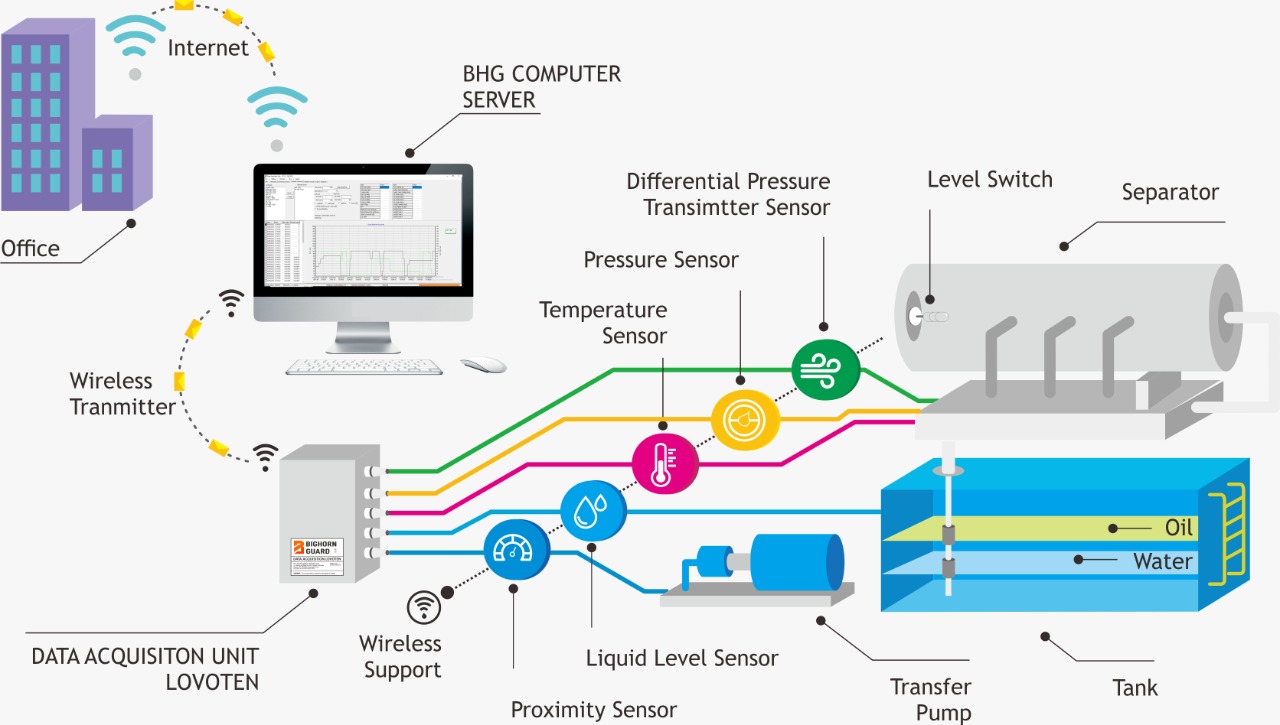 Internet
BHG COMPUTER
SERVER
Office
Differential Pressure
Transimtter Sensor
Level Switch
Separator
Pressure Sensor
Temperature
Sensor
Wireless
Tranmitter
Oil
Water
BIGHORN
GUARD
DATA ACQUISITON UNIT
LOVOTEN
Wireless
Support
Liquid Level Sensor
Proximity Sensor
Transfer
Pump
Tank